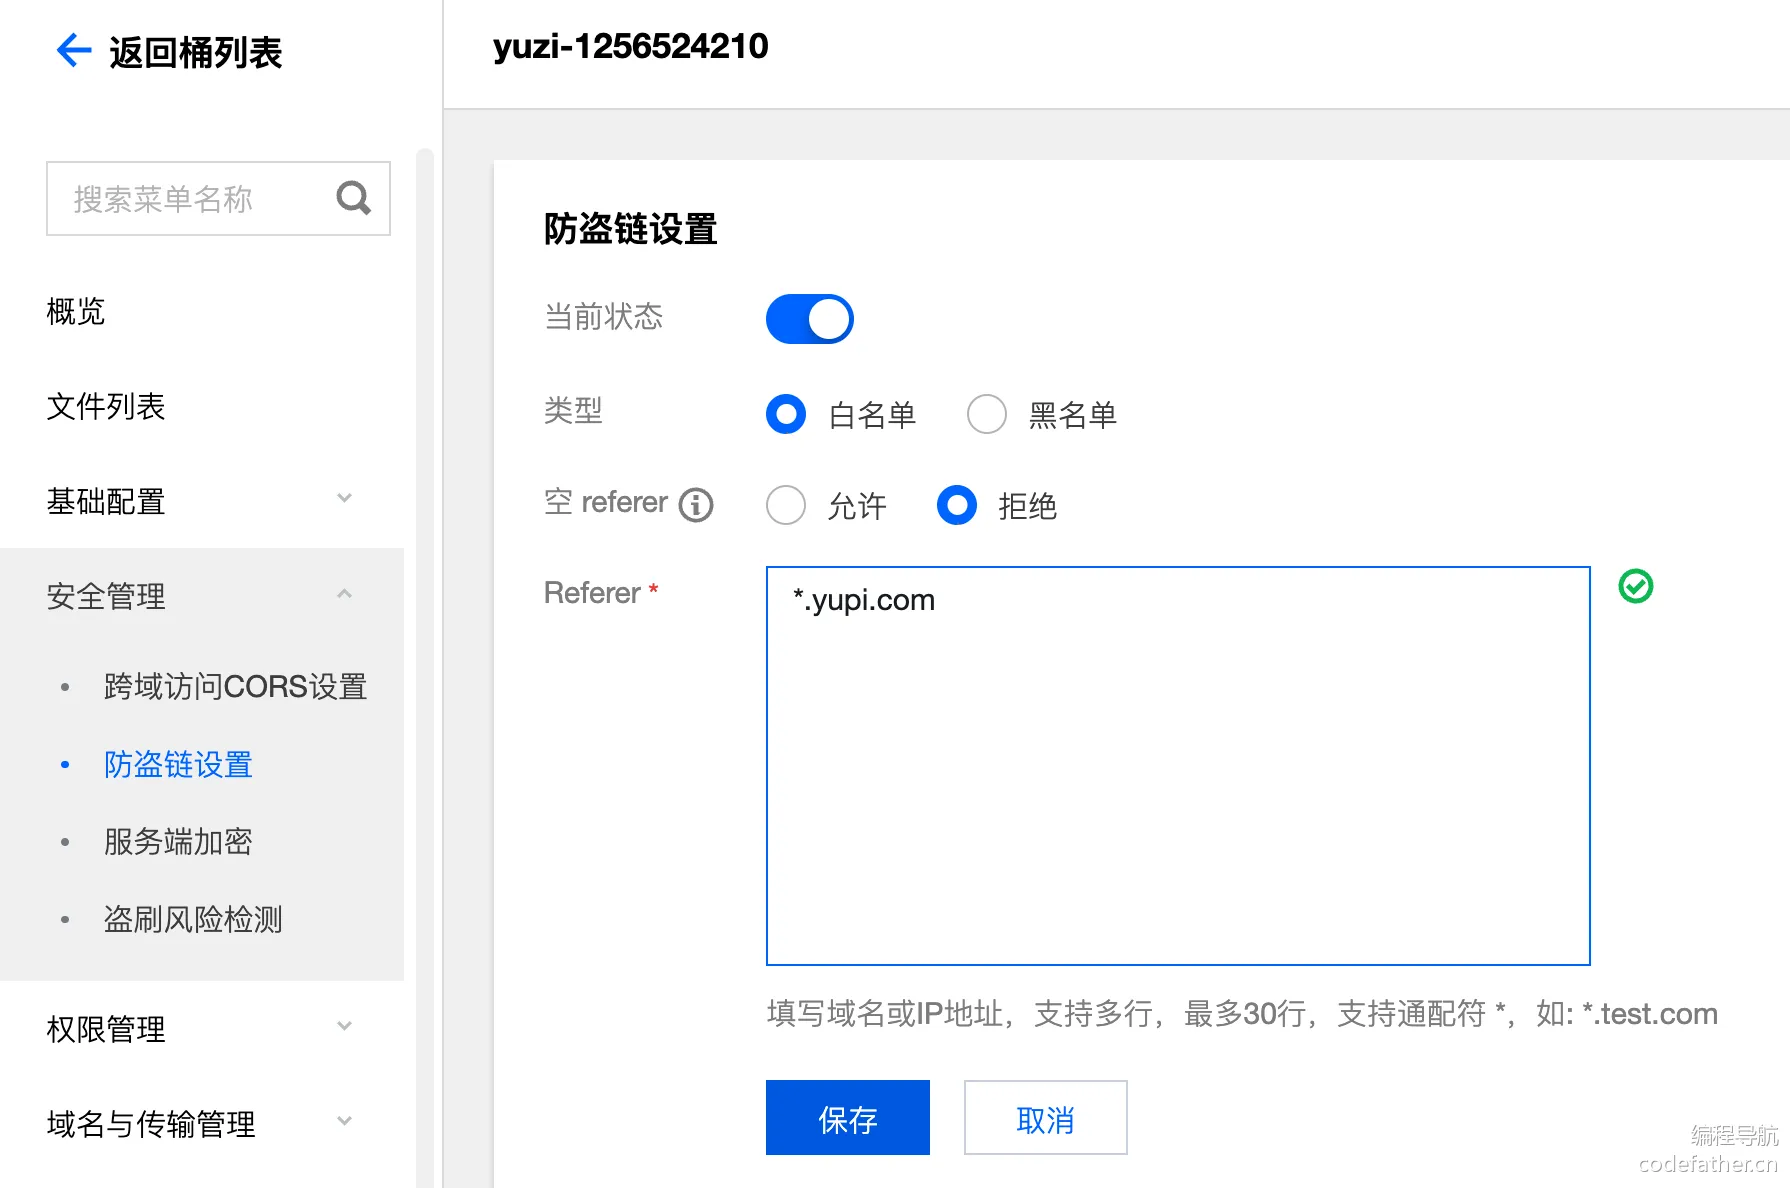 返回桶列表
搜索菜单名称
概览
文件列表
基础配置
安全管理
跨域访问CORS设置
防盗链设置
服务端加密
盗刷风险检测
权限管理
域名与传输管理
yuzi-1256524210
防盗链设置
当前状态
类型 白名单 黑名单
空 referer 允许 拒绝
Referer * *.yupi.com
填写域名或IP地址，支持多行，最多30行，支持通配符 *，如: *.test.com
保存 取消
编程导航
codefather.cn